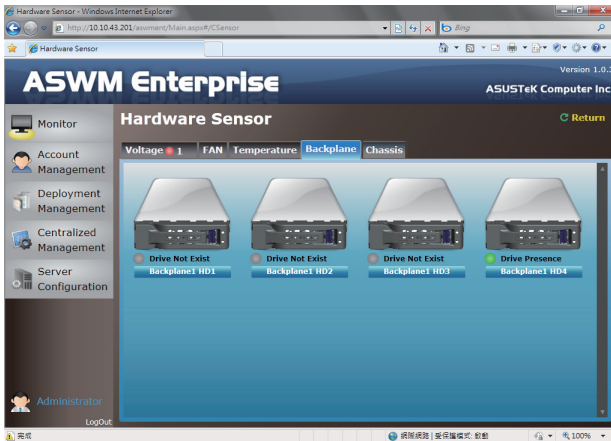 Hardware Sensor - Windows Internet Explorer
http://10.10.43.201/aswment/Main.aspx#/CSensor
Bing
Hardware Sensor
Version 1.0.
ASWM Enterprise
ASUSTeK Computer Inc
Monitor
Hardware Sensor
Return
Voltage 1 FAN Temperature Backplane Chassis
Account
Management
Deployment
Management
Centralized
Management
Server
Configuration
Drive Not Exist Drive Not Exist Drive Not Exist Drive Presence
Backplane1 HD1 Backplane1 HD2 Backplane1 HD3 Backplane1 HD4
Administrator
LogOut
完成
網際網路 | 受保護模式: 啟動
100%